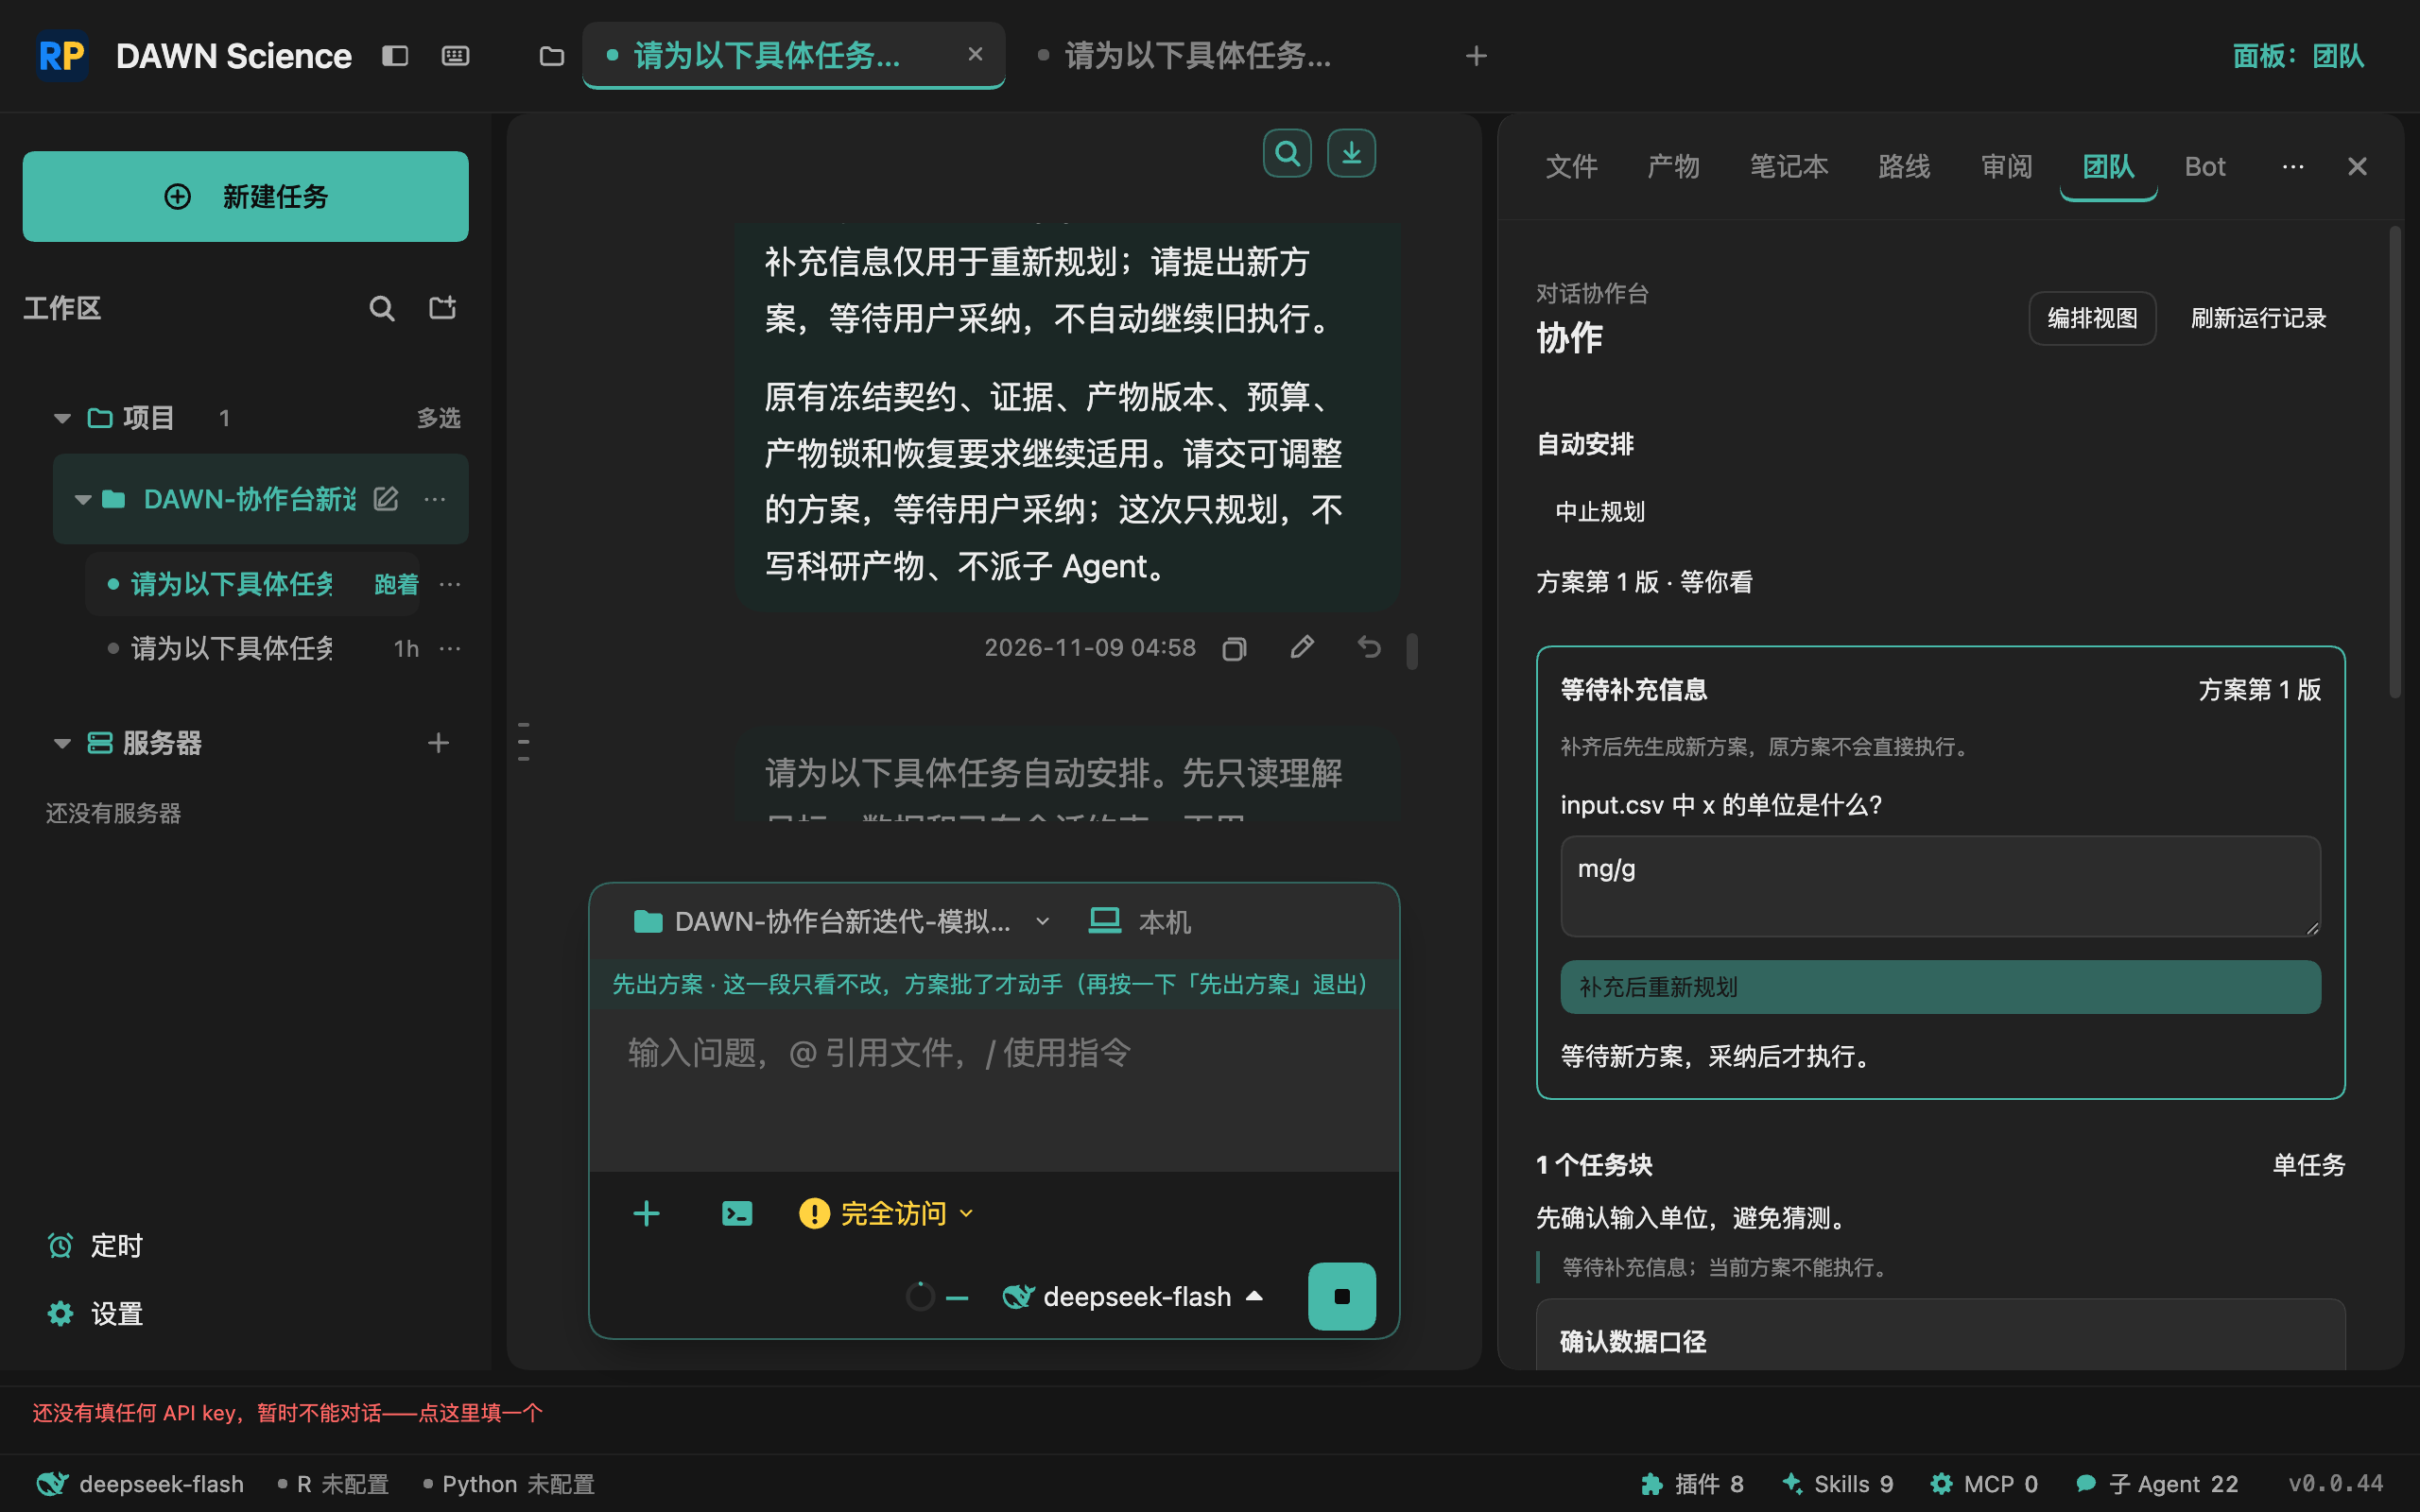 RP DAWN Science
请为以下具体任务...
请为以下具体任务...
面板：团队
新建任务
工作区
项目 1 多选
DAWN-协作台新迭
请为以下具体任务 跑着
请为以下具体任务 1h
服务器
还没有服务器
定时
设置
补充信息仅用于重新规划；请提出新方
案，等待用户采纳，不自动继续旧执行。
原有冻结契约、证据、产物版本、预算、
产物锁和恢复要求继续适用。请交可调整
的方案，等待用户采纳；这次只规划，不
写科研产物、不派子 Agent。
2026-11-09 04:58
请为以下具体任务自动安排。先只读理解
DAWN-协作台新迭代-模拟... 本机
先出方案 · 这一段只看不改，方案批了才动手（再按一下「先出方案」退出）
输入问题，@ 引用文件，/ 使用指令
完全访问
deepseek-flash
文件 产物 笔记本 路线 审阅 团队 Bot
对话协作台
协作
编排视图 刷新运行记录
自动安排
中止规划
方案第 1 版 · 等你看
等待补充信息 方案第 1 版
补齐后先生成新方案，原方案不会直接执行。
input.csv 中 x 的单位是什么？
mg/g
补充后重新规划
等待新方案，采纳后才执行。
1 个任务块 单任务
先确认输入单位，避免猜测。
等待补充信息；当前方案不能执行。
确认数据口径
还没有填任何 API key，暂时不能对话——点这里填一个
deepseek-flash R 未配置 Python 未配置
插件 8 Skills 9 MCP 0 子 Agent 22 v0.0.44